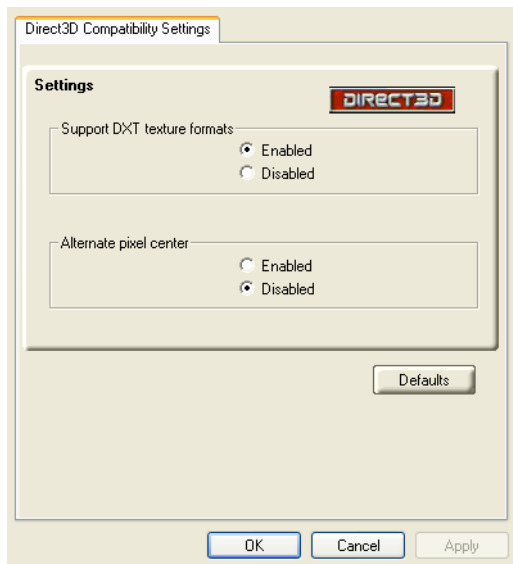 Direct3D Compatibility Settings
Settings
DIRECT3D
Support DXT texture formats
Enabled
Disabled
Alternate pixel center
Enabled
Disabled
Defaults
OK Cancel Apply